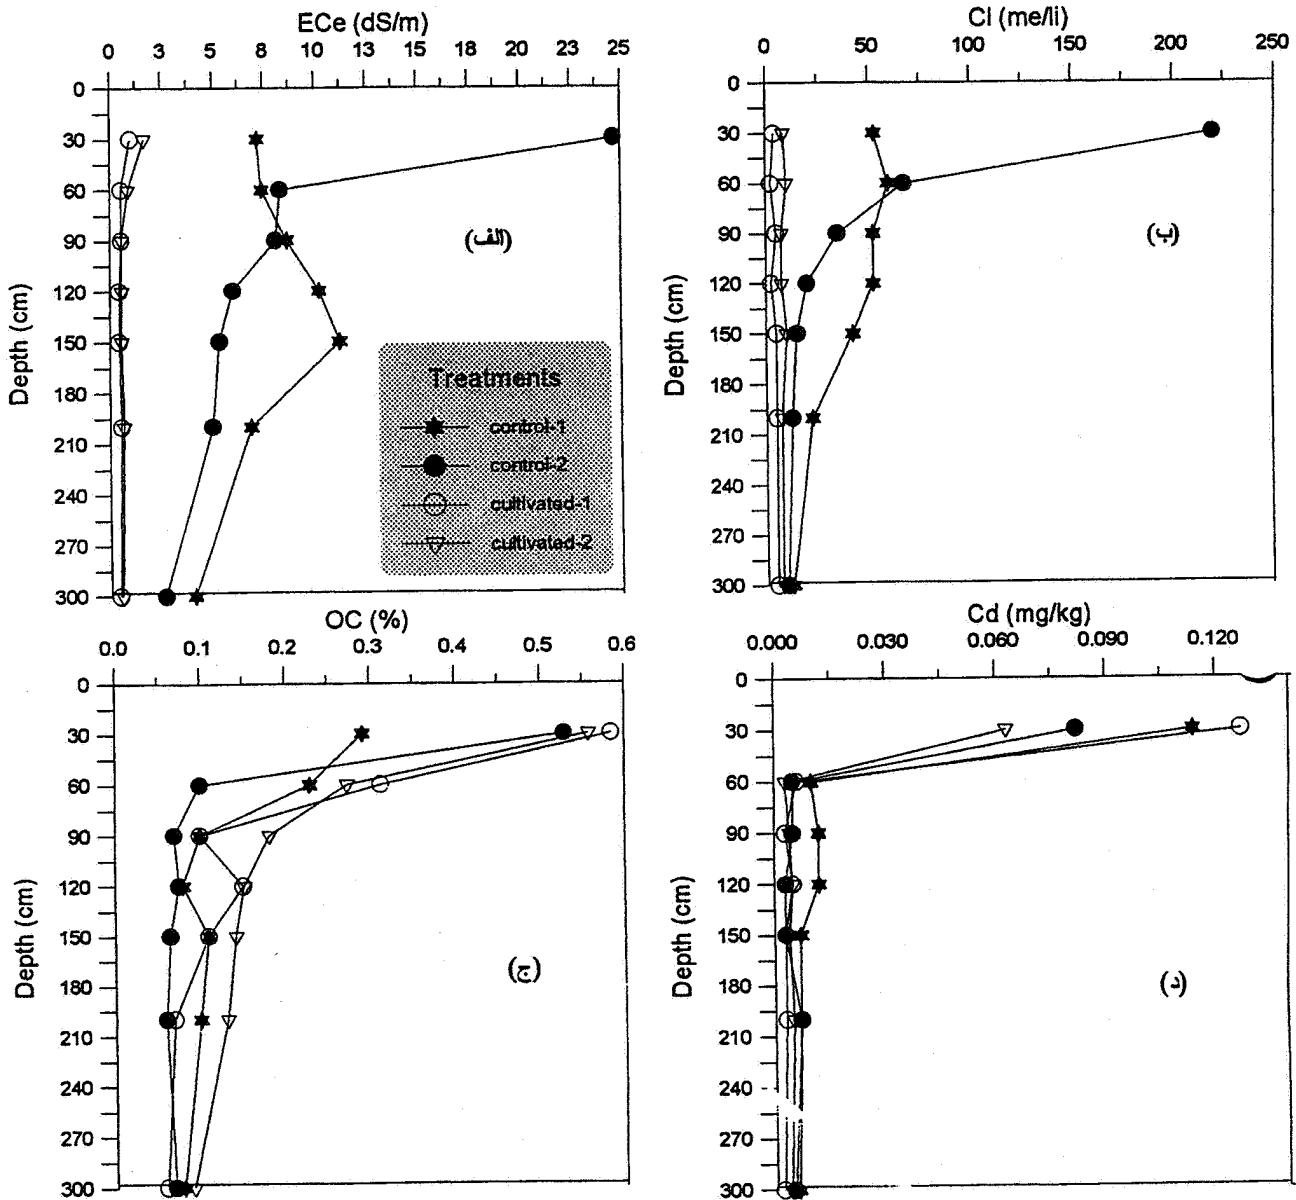 ECe (dS/m)
0 3 5 8 10 13 15 18 20 23 25
0
30
60
90
120
150
180
210
240
270
300
Depth (cm)
(الف)
Treatments
control-1
control-2
cultivated-1
cultivated-2
Cl (me/li)
0 50 100 150 200 250
0
30
60
90
120
150
180
210
240
270
300
Depth (cm)
(ب)
OC (%)
0.0 0.1 0.2 0.3 0.4 0.5 0.6
0
30
60
90
120
150
180
210
240
270
300
Depth (cm)
(ج)
Cd (mg/kg)
0.000 0.030 0.060 0.090 0.120
0
30
60
90
120
150
180
210
240
270
300
Depth (cm)
(د)